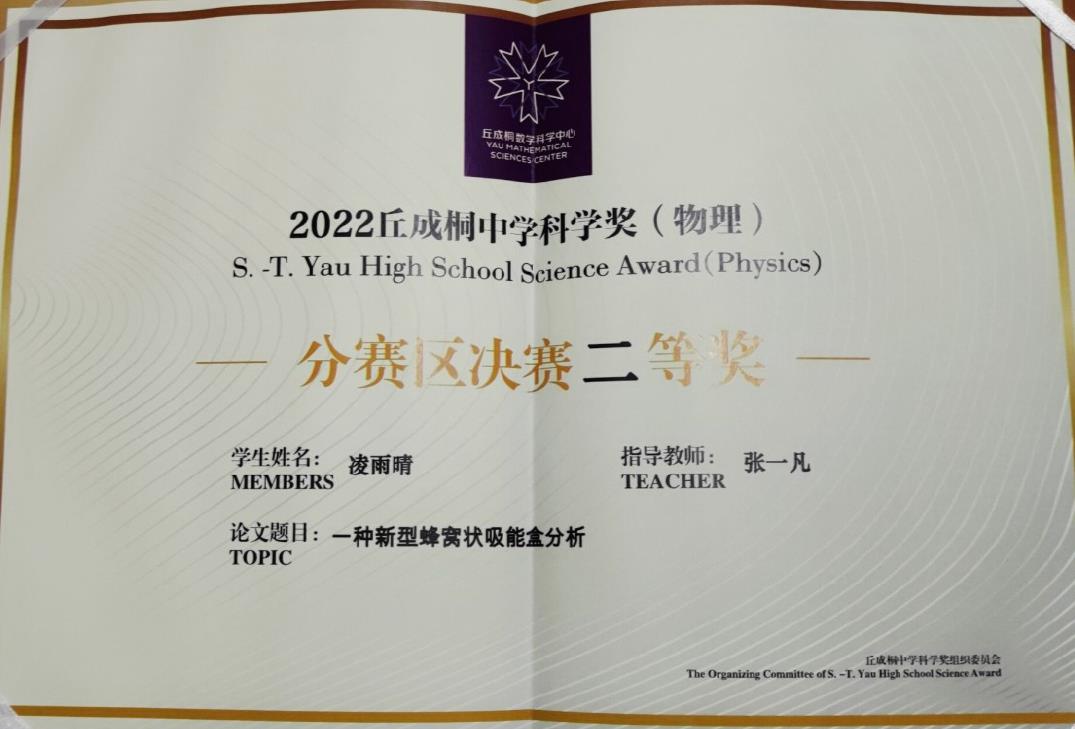 丘成桐数学科学中心
YAU MATHEMATICAL
SCIENCES CENTER
2022丘成桐中学科学奖（物理）
S. -T. Yau High School Science Award(Physics)
分赛区决赛二等奖
学生姓名： 凌雨晴 指导教师： 张一凡
MEMBERS TEACHER
论文题目：一种新型蜂窝状吸能盒分析
TOPIC
丘成桐中学科学奖组织委员会
The Organizing Committee of S. -T. Yau High School Science Award